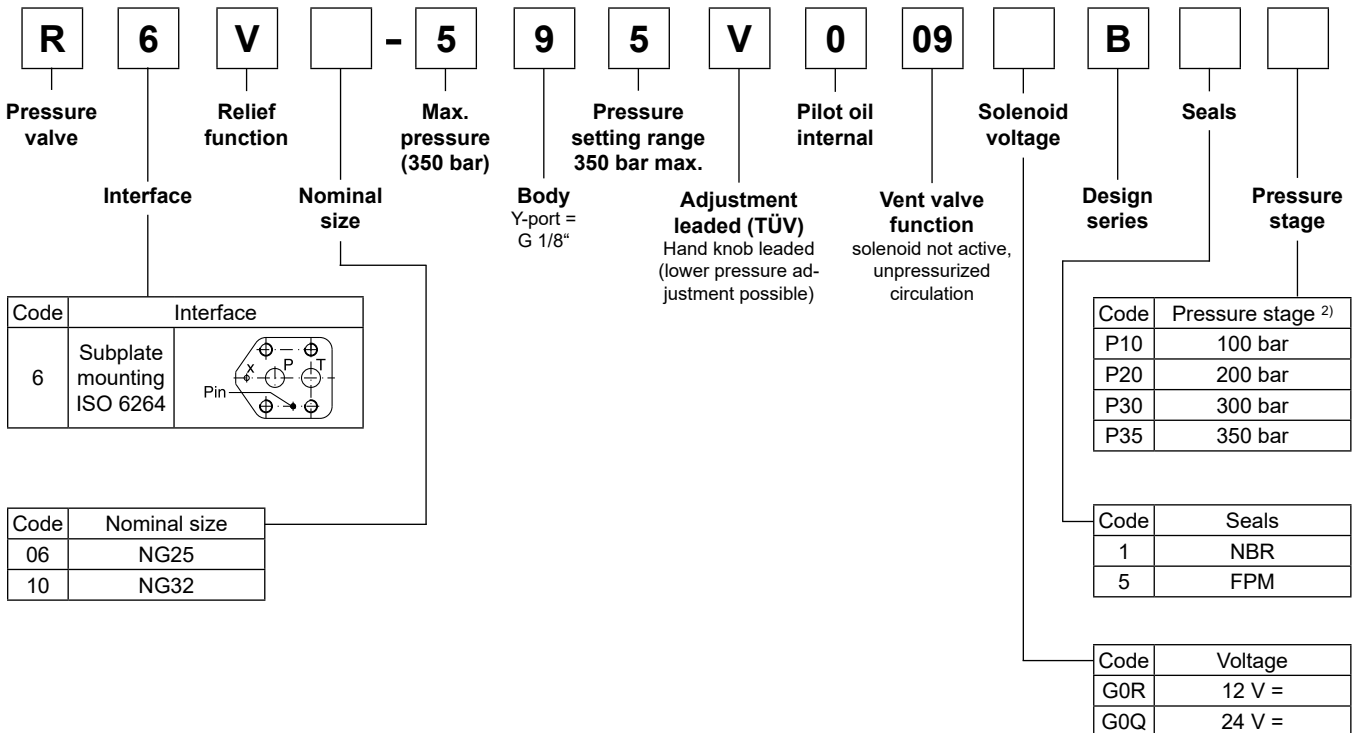 R 6 V - 5 9 5 V 0 09 B
Pressure valve
Relief function
Max. pressure (350 bar)
Pressure setting range 350 bar max.
Pilot oil internal
Solenoid voltage
Seals
Interface
Nominal size
Body
Y-port = G 1/8“
Adjustment leaded (TÜV)
Hand knob leaded
(lower pressure ad-
justment possible)
Vent valve function
solenoid not active,
unpressurized
circulation
Design series
Pressure stage
Code Interface
6 Subplate mounting ISO 6264
x P T
Pin
Code Nominal size
06 NG25
10 NG32
Code Pressure stage 2)
P10 100 bar
P20 200 bar
P30 300 bar
P35 350 bar
Code Seals
1 NBR
5 FPM
Code Voltage
G0R 12 V =
G0Q 24 V =